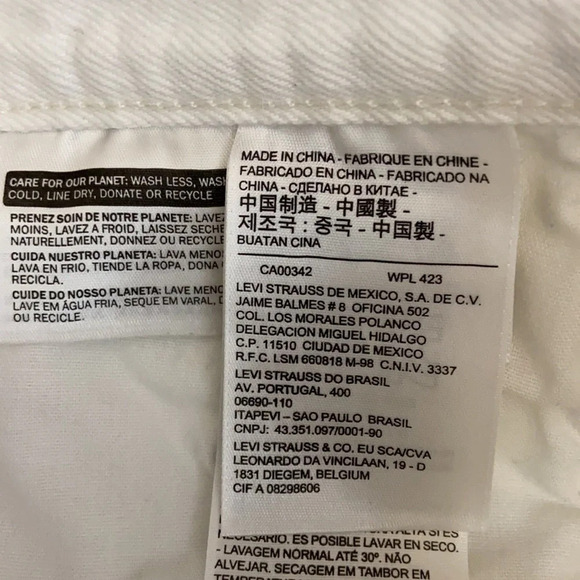 CARE FOR OUR PLANET: WASH LESS,
COLD, LINE DRY, DONATE OR RECYCLE
PRENEZ SOIN DE NOTRE PLANETE:
MOINS, LAVEZ A FROID, LAISSEZ
NATURELLEMENT, DONNEZ OU RECYCLEZ
CUIDA NUESTRO PLANETA: LAVA
LAVA EN FRIO, TIENDE LA ROPA, DONA
RECICLA.
CUIDE DO NOSSO PLANETA: LAVE
LAVE EM ÁGUA FRIA, SEQUE EM VARAL,
OU RECICLE.
MADE IN CHINA - FABRIQUE EN CHINE -
FABRICADO EN CHINA - FABRICADO NA
CHINA - СДЕЛАНО В КИТАЕ -
中国制造 - 中國製 -
제조국 : 중국 - 中国製 -
BUATAN CINA
CA00342 WPL 423
LEVI STRAUSS DE MEXICO, S.A. DE C.V.
JAIME BALMES # 8 OFICINA 502
COL. LOS MORALES POLANCO
DELEGACION MIGUEL HIDALGO
C.P. 11510 CIUDAD DE MEXICO
R.F.C. LSM 660818 M-98 C.N.I.V. 3337
LEVI STRAUSS DO BRASIL
AV. PORTUGAL, 400
06690-110
ITAPEVI – SAO PAULO BRASIL
CNPJ: 43.351.097/0001-90
LEVI STRAUSS & CO. EU SCA/CVA
LEONARDO DA VINCILAAN, 19 - D
1831 DIEGEM, BELGIUM
CIF A 08298606
ALTA SI ES
NECESARIO. ES POSIBLE LAVAR EN SECO.
- LAVAGEM NORMAL ATÉ 30º. NÃO
ALVEJAR. SECAGEM EM TAMBOR EM